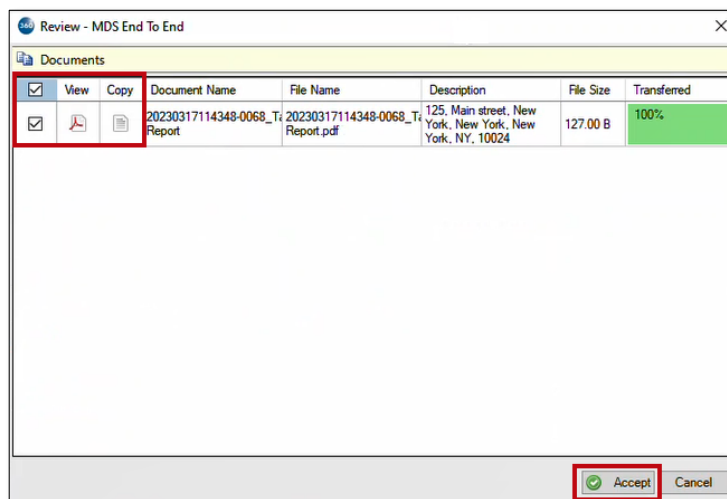 360 Review - MDS End To End
Documents
View Copy Document Name File Name Description File Size Transferred
20230317114348-0068_Ta 20230317114348-0068_Ta 125, Main street, New 100%
Report Report.pdf York, New York, New 127.00 B
York, NY, 10024
Accept Cancel